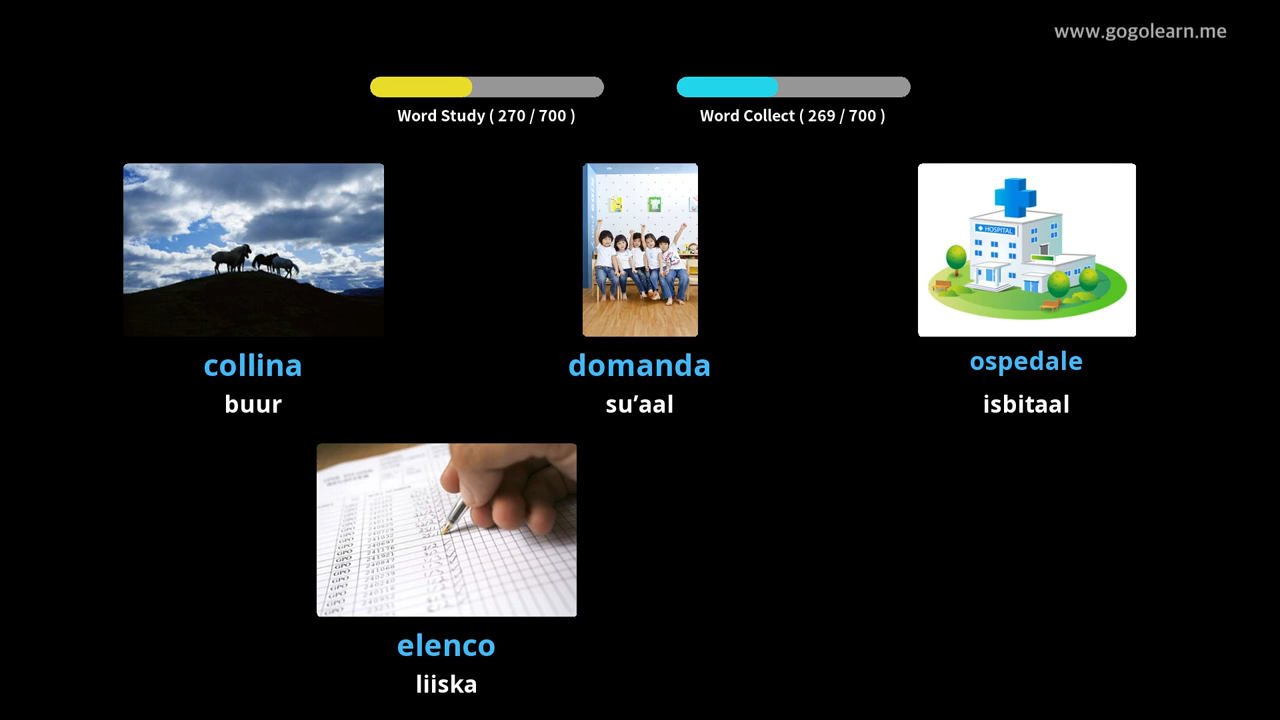 www.gogolearn.me
Word Study ( 270 / 700 )
Word Collect ( 269 / 700 )
HOSPITAL
collina
domanda
ospedale
buur
su’aal
isbitaal
elenco
liiska